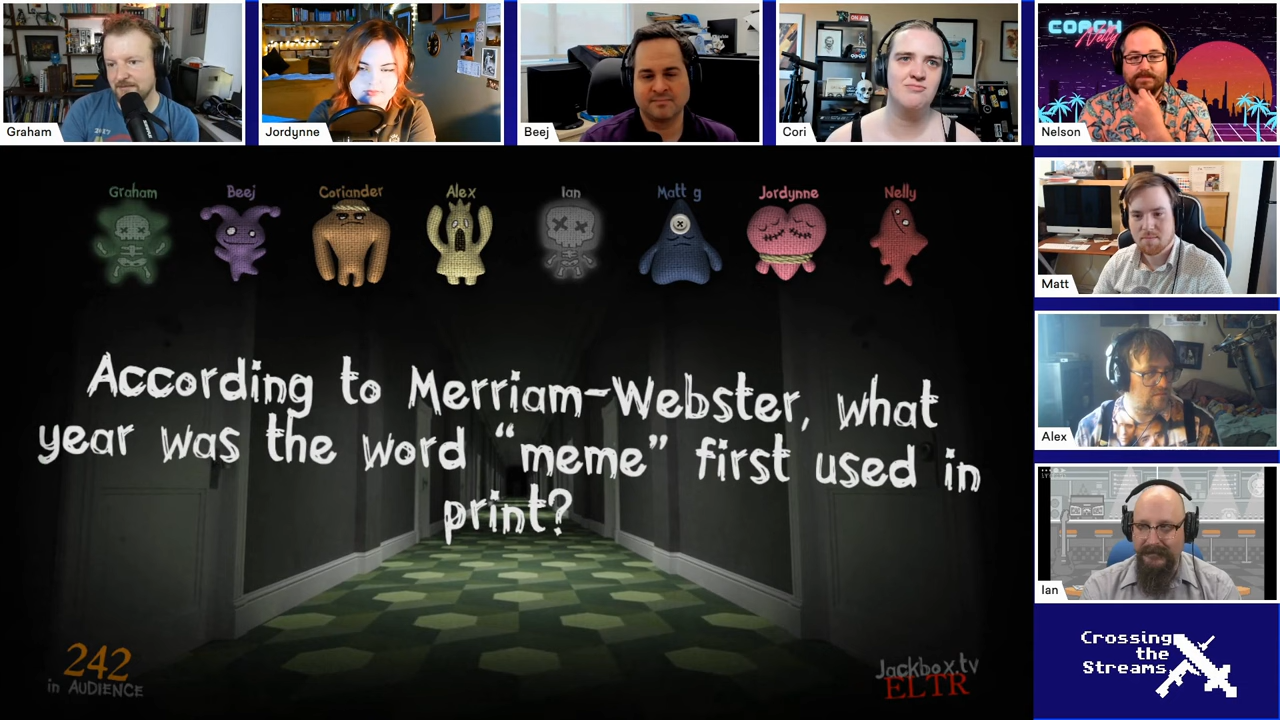 COACH
Nelly
ON AIR
Graham
Jordynne
Beej
Cori
Nelson
Graham
Beej
Coriander
Alex
Ian
Matt g
Jordynne
Nelly
Matt
According to Merriam-Webster, what
year was the word “meme” first used in
print?
Alex
Ian
242
in AUDIENCE
Jackbox.tv
ELTR
Crossing
the
Streams